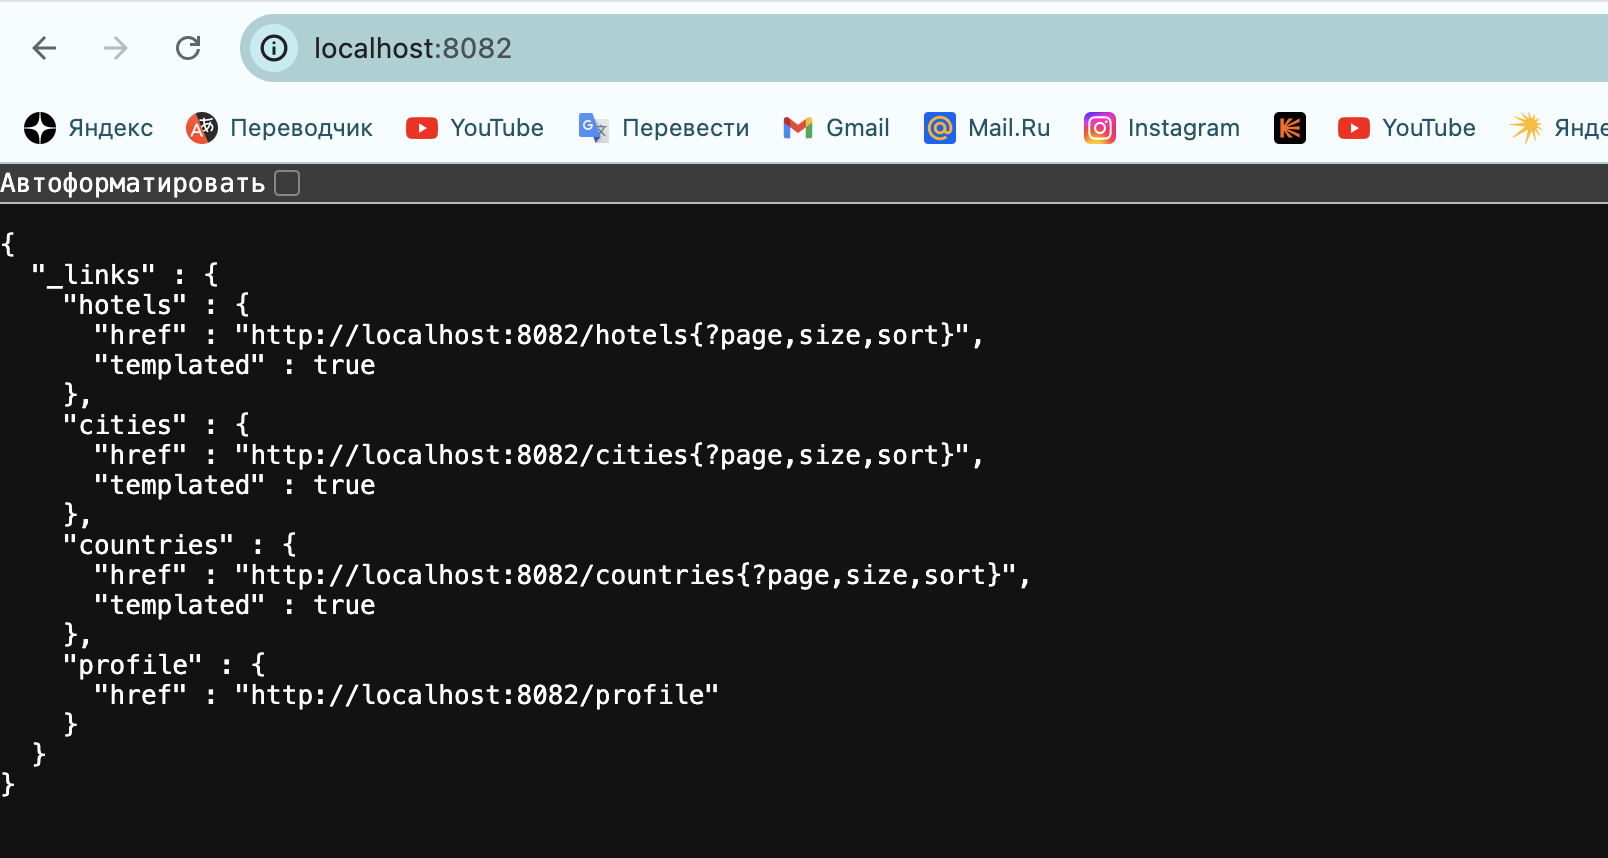 localhost:8082
Яндекс Переводчик YouTube Перевести Gmail Mail.Ru Instagram YouTube
Автоформатировать
{
  "_links" : {
    "hotels" : {
      "href" : "http://localhost:8082/hotels{?page,size,sort}",
      "templated" : true
    },
    "cities" : {
      "href" : "http://localhost:8082/cities{?page,size,sort}",
      "templated" : true
    },
    "countries" : {
      "href" : "http://localhost:8082/countries{?page,size,sort}",
      "templated" : true
    },
    "profile" : {
      "href" : "http://localhost:8082/profile"
    }
  }
}